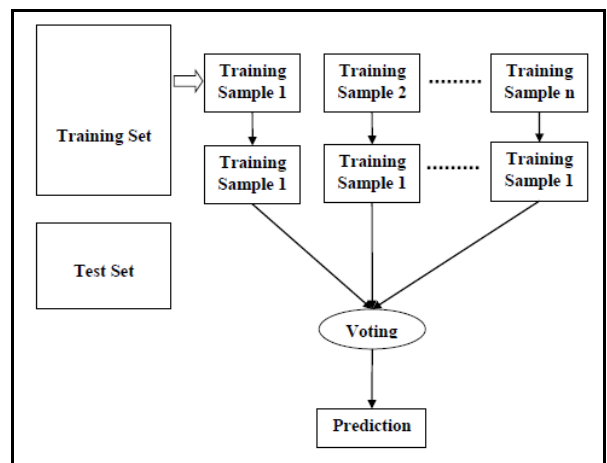 Training Set
Training
Sample 1
Training
Sample 2
.........
Training
Sample n
Training
Sample 1
Training
Sample 1
.........
Training
Sample 1
Test Set
Voting
Prediction